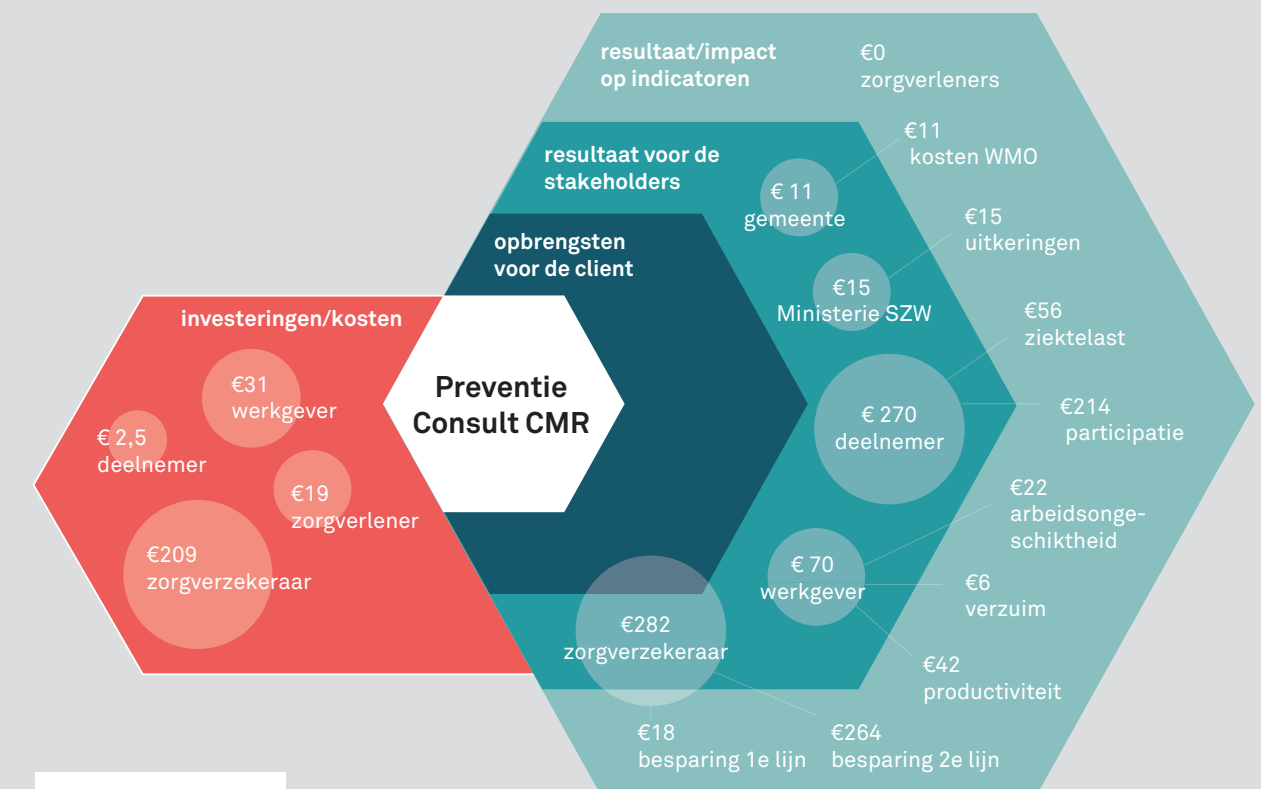 resultaat/impact
op indicatoren
€0
zorgverleners
€11
kosten WMO
resultaat voor de
stakeholders
€ 11
gemeente
€15
uitkeringen
opbrengsten
voor de client
€15
Ministerie SZW
investeringen/kosten
€56
ziektelast
€31
werkgever
Preventie
Consult CMR
€ 270
deelnemer
€214
participatie
€ 2,5
deelnemer
€19
zorgverlener
€22
arbeidsonge-
schiktheid
€209
zorgverzekeraar
€ 70
werkgever
€6
verzuim
€282
zorgverzekeraar
€42
productiviteit
€18
besparing 1e lijn
€264
besparing 2e lijn